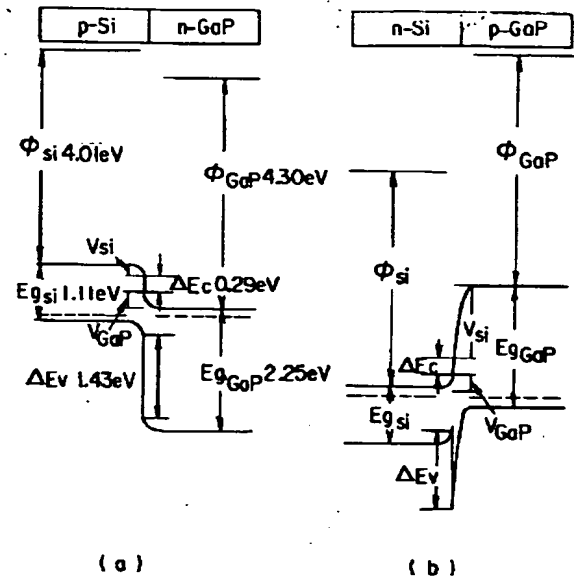 p-Si n-GaP
Φsi 4.01eV
ΦGaP 4.30eV
Vsi
ΔEc 0.29eV
Egsi 1.11eV
VGaP
ΔEv 1.43eV
EgGaP 2.25eV
(a)
n-Si p-GaP
ΦGaP
Φsi
Vsi
ΔEc
EgGaP
Egsi
VGaP
ΔEv
(b)